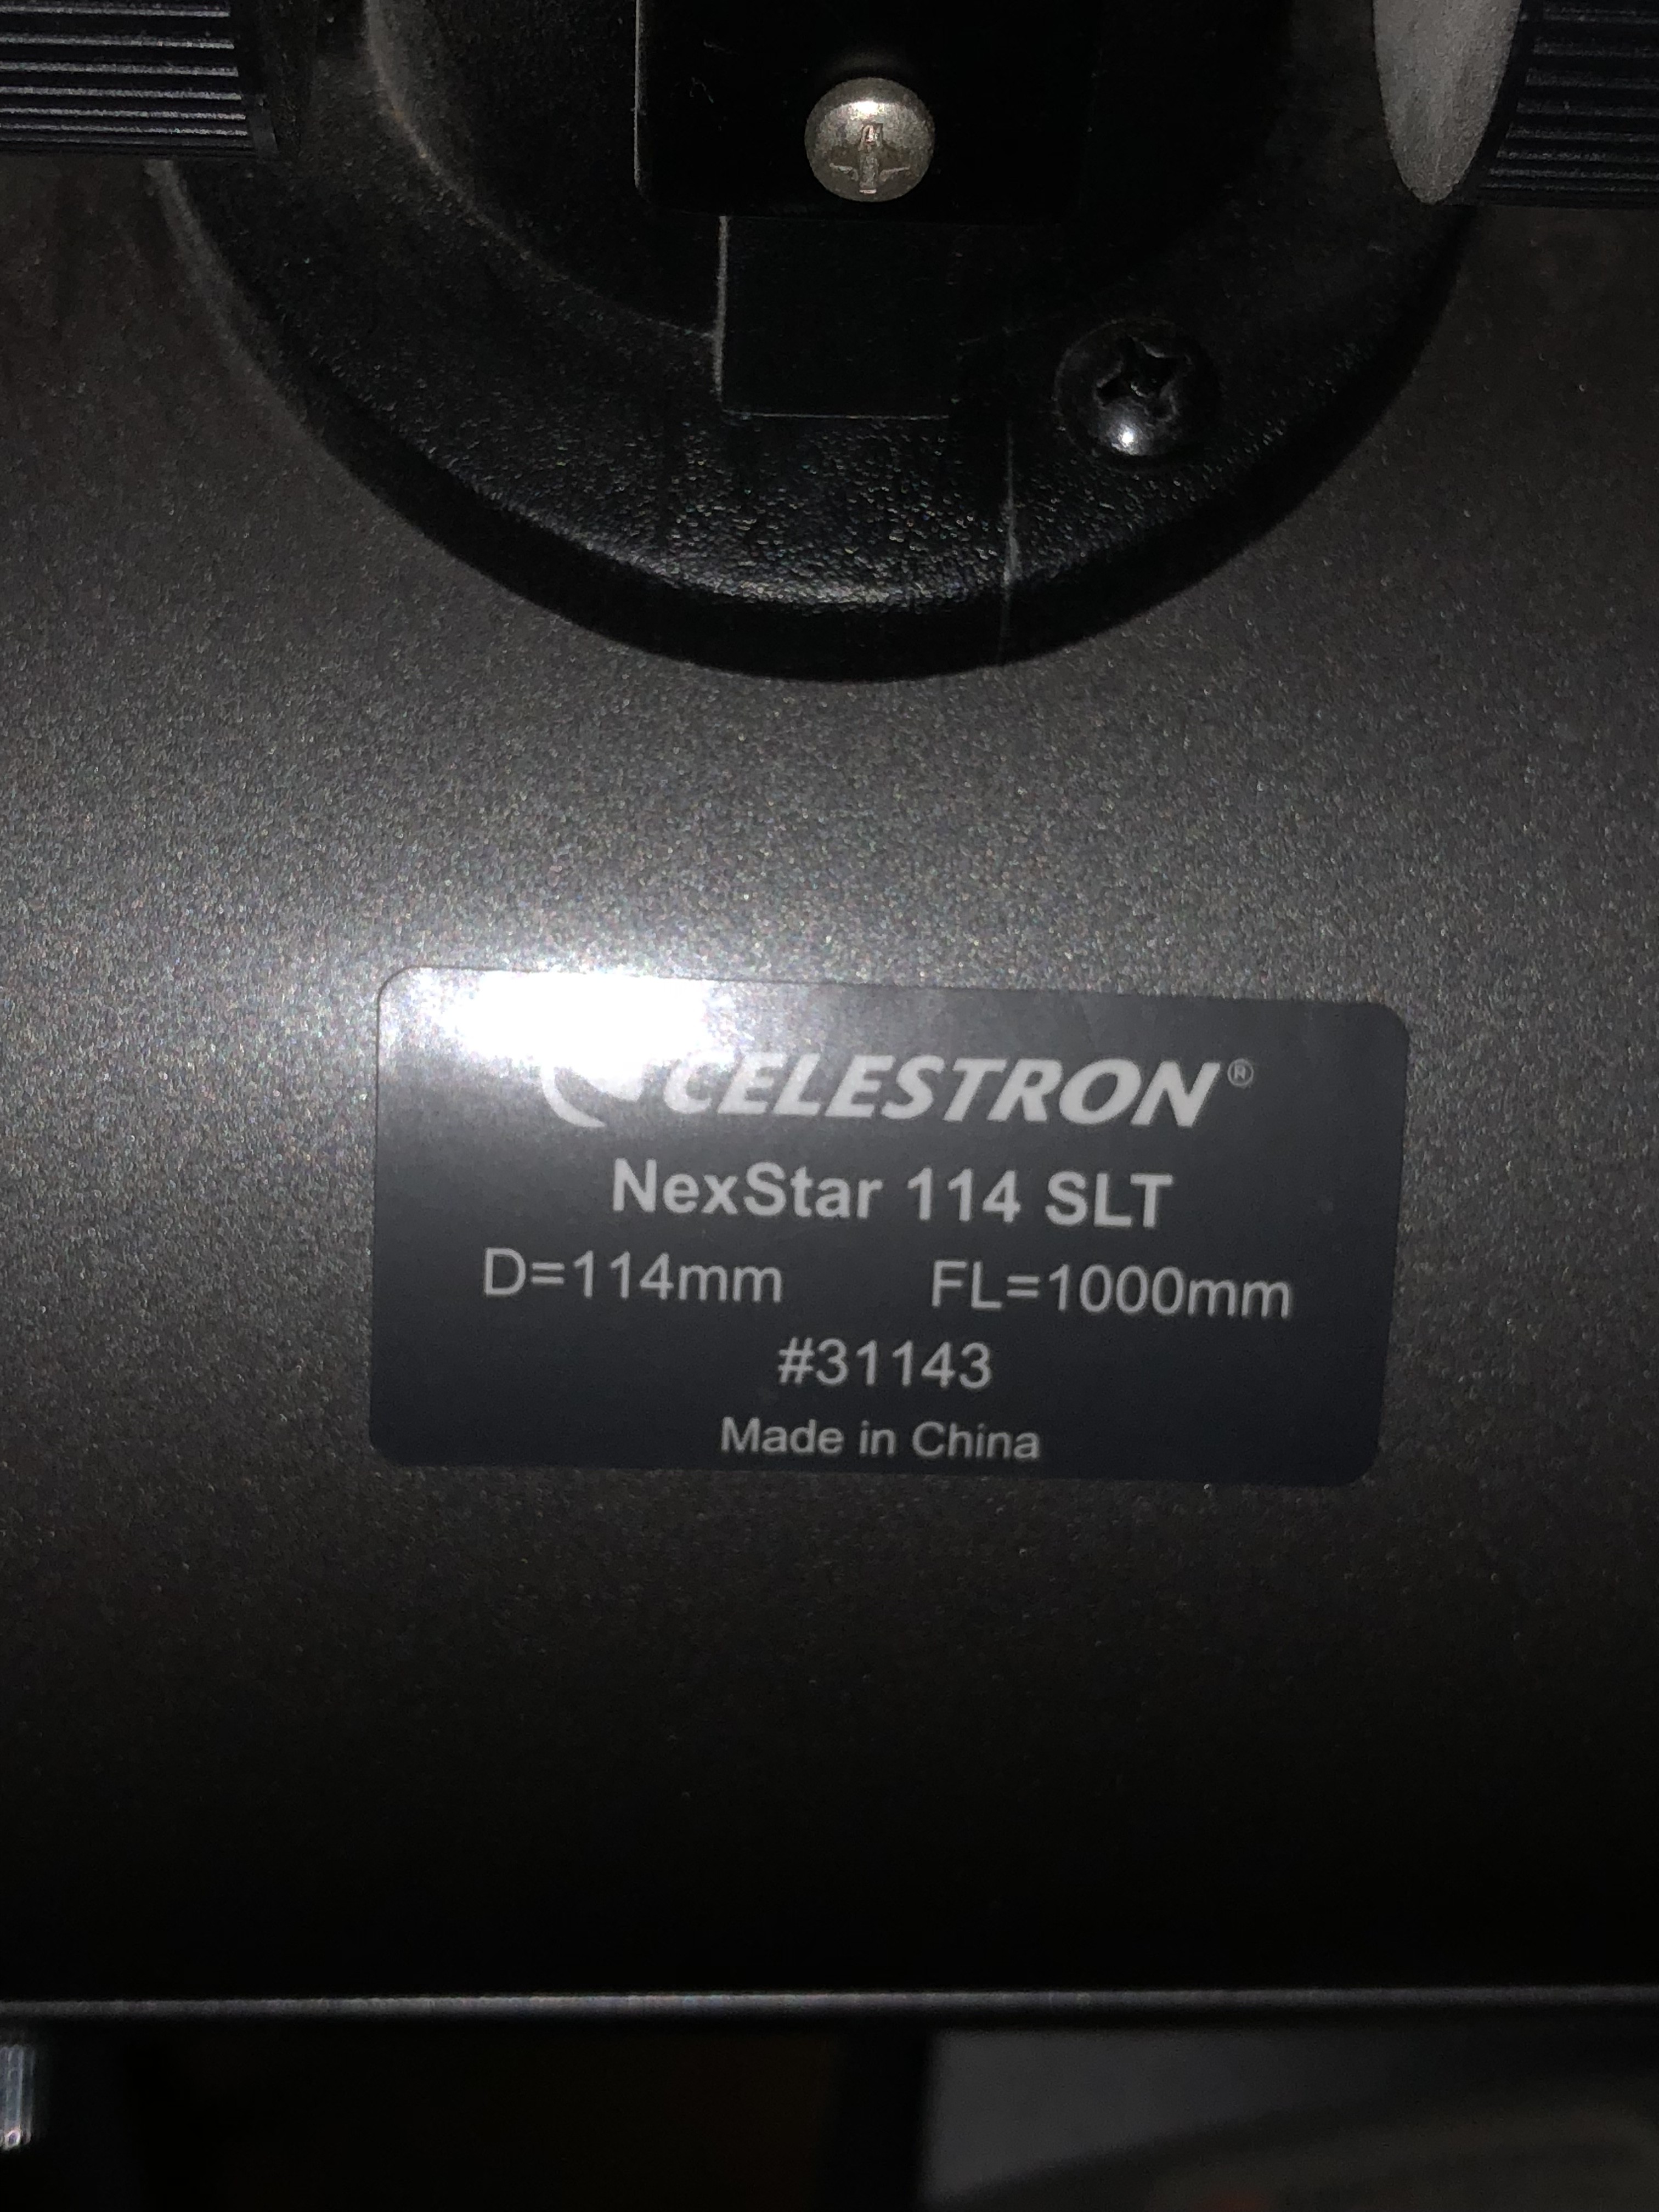 CELESTRON®
NexStar 114 SLT
D=114mm FL=1000mm
#31143
Made in China